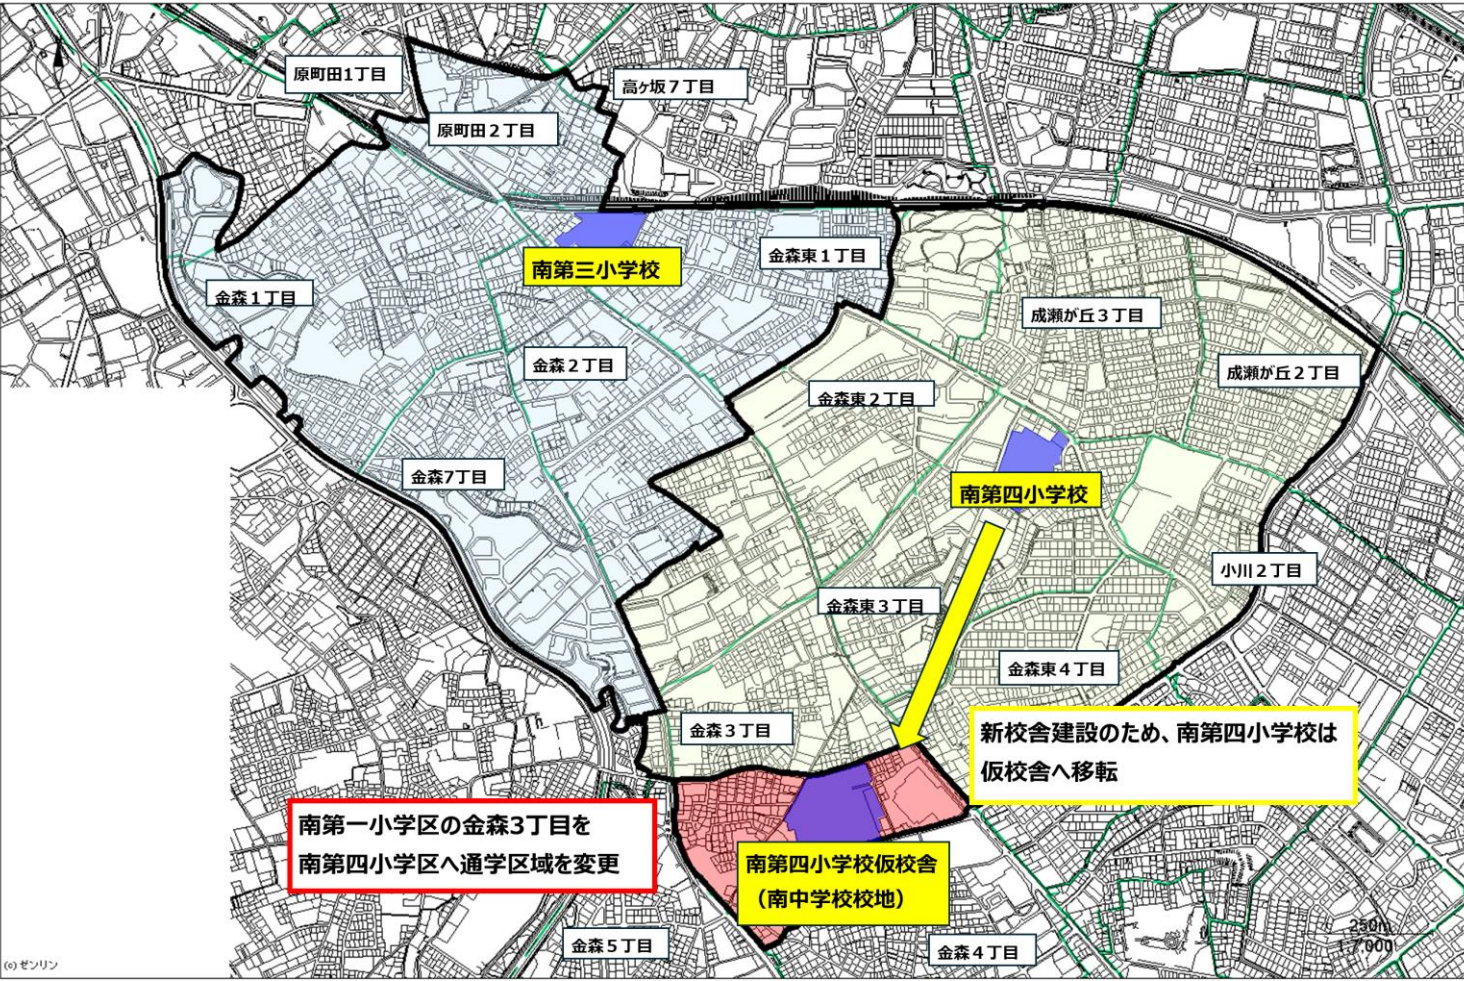 原町田1丁目
高ヶ坂７丁目
原町田２丁目
南第三小学校
金森東１丁目
金森１丁目
成瀬が丘３丁目
金森２丁目
成瀬が丘２丁目
金森東２丁目
金森7丁目
南第四小学校
小川２丁目
金森東３丁目
金森東４丁目
金森３丁目
新校舎建設のため、南第四小学校は
仮校舎へ移転
南第一小学区の金森3丁目を
南第四小学区へ通学区域を変更
南第四小学校仮校舎
（南中学校校地）
金森５丁目
金森４丁目
250m
1:7,000
(c) ゼンリン